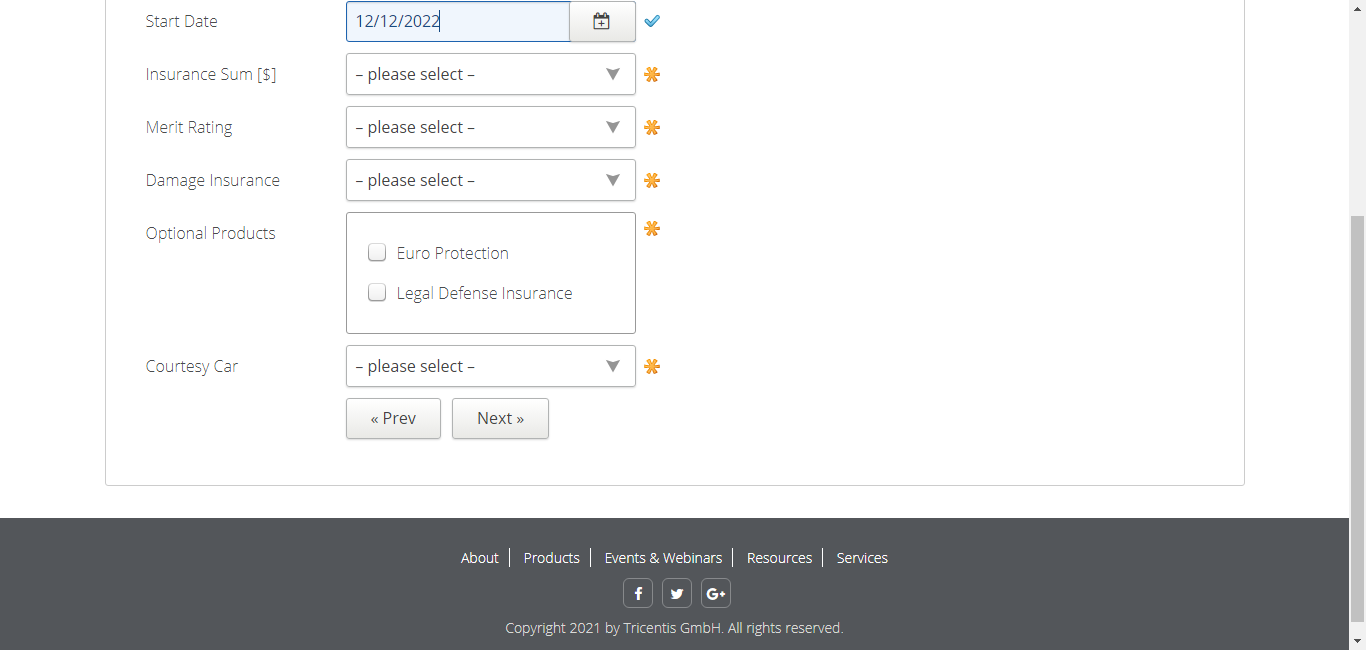 Start Date 12/12/2022
Insurance Sum [$] – please select –
Merit Rating – please select –
Damage Insurance – please select –
Optional Products
Euro Protection
Legal Defense Insurance
Courtesy Car – please select –
« Prev Next »
About Products Events & Webinars Resources Services
f G+
Copyright 2021 by Tricentis GmbH. All rights reserved.